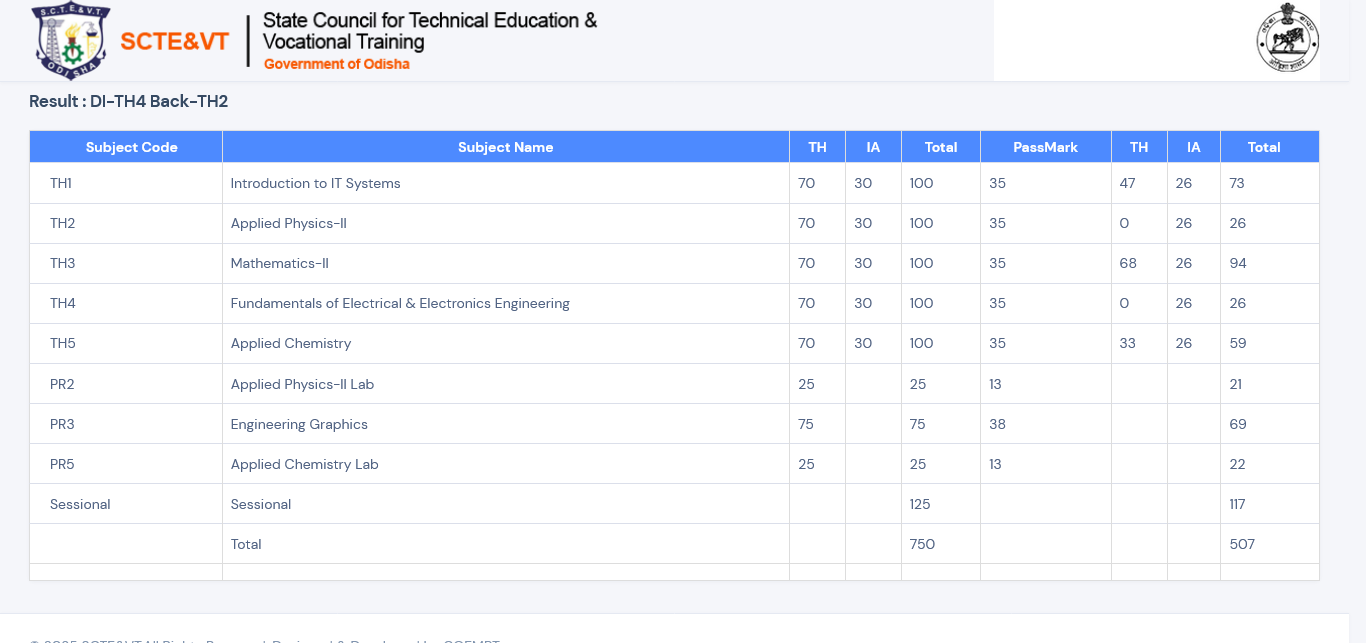 S.C.T.E.& V.T.
ODISHA
SCTE&VT
State Council for Technical Education &
Vocational Training
Government of Odisha
Result : DI-TH4 Back-TH2
Subject Code Subject Name TH IA Total PassMark TH IA Total
TH1 Introduction to IT Systems 70 30 100 35 47 26 73
TH2 Applied Physics-II 70 30 100 35 0 26 26
TH3 Mathematics-II 70 30 100 35 68 26 94
TH4 Fundamentals of Electrical & Electronics Engineering 70 30 100 35 0 26 26
TH5 Applied Chemistry 70 30 100 35 33 26 59
PR2 Applied Physics-II Lab 25 25 13 21
PR3 Engineering Graphics 75 75 38 69
PR5 Applied Chemistry Lab 25 25 13 22
Sessional Sessional 125 117
Total 750 507